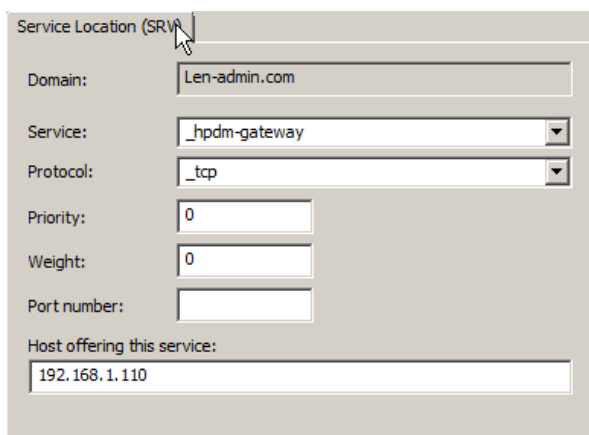 Service Location (SRV)
Domain: Len-admin.com
Service: _hpdm-gateway
Protocol: _tcp
Priority: 0
Weight: 0
Port number:
Host offering this service:
192.168.1.110